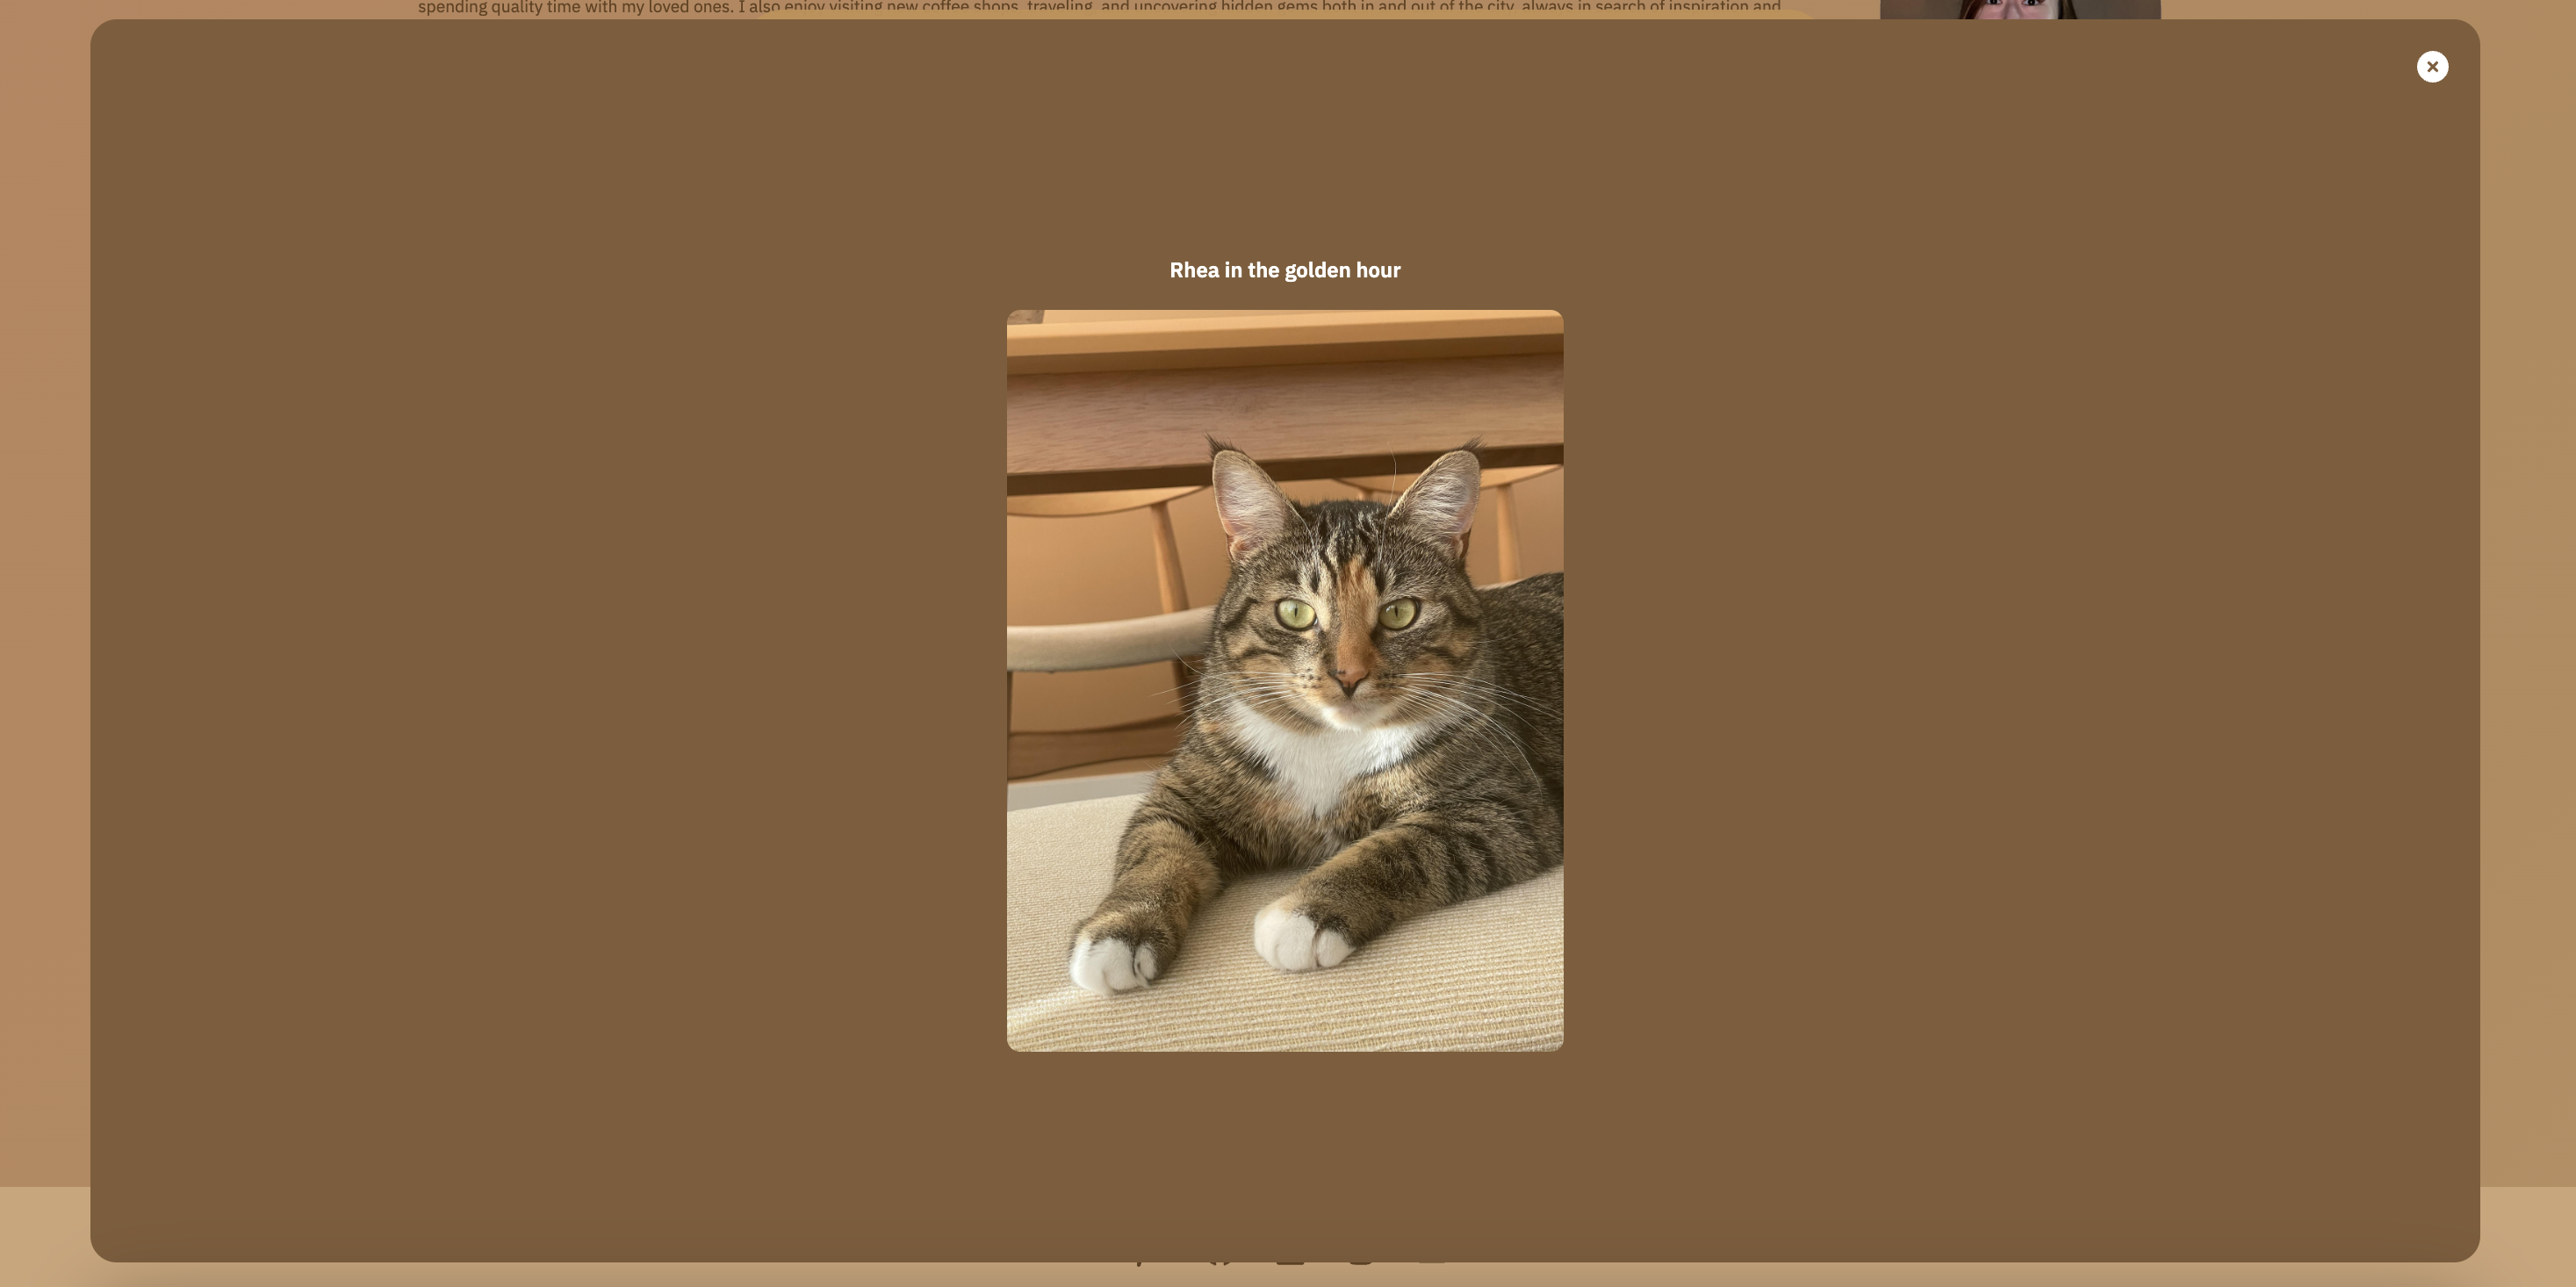 spending quality time with my loved ones. I also enjoy visiting new coffee shops, traveling, and uncovering hidden gems both in and out of the city, always in search of inspiration and
Rhea in the golden hour